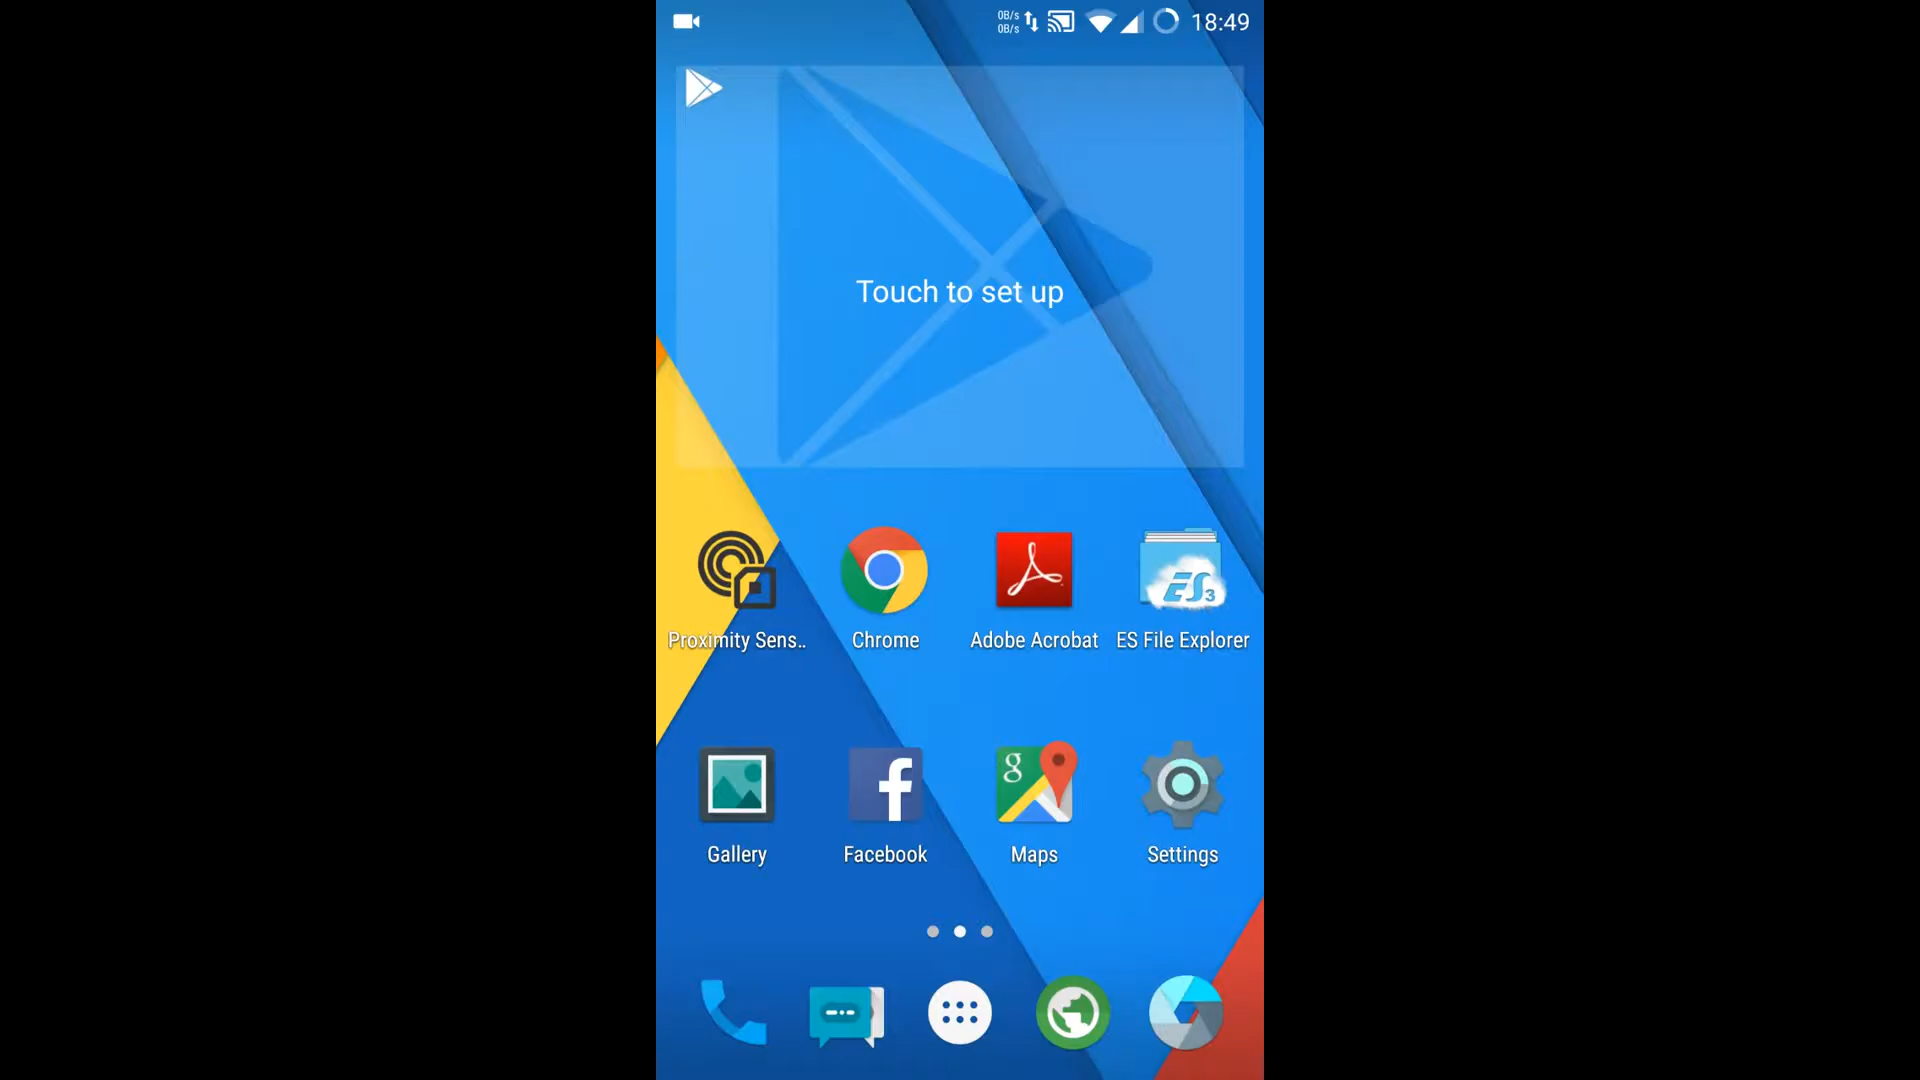 0B/s
0B/s
18:49
Touch to set up
Proximity Sens.. Chrome Adobe Acrobat ES File Explorer
Gallery Facebook Maps Settings